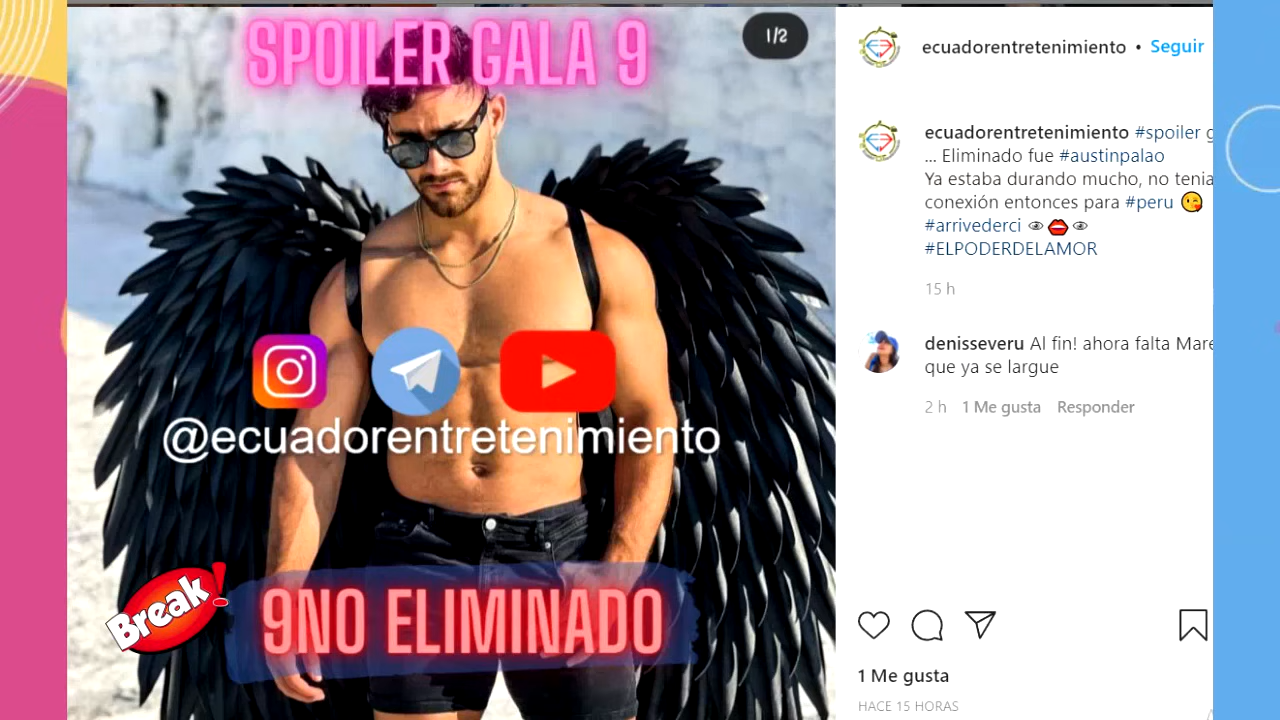 SPOILER GALA 9
1/2
@ecuadorentretenimiento
Break!
9NO ELIMINADO
ecuadorentretenimiento • Seguir
ecuadorentretenimiento #spoiler g
... Eliminado fue #austinpalao
Ya estaba durando mucho, no tenia
conexión entonces para #peru 😘
#arrivederci 👁👄👁
#ELPODERDELAMOR
15 h
denisseveru Al fin! ahora falta Mare
que ya se largue
2 h 1 Me gusta Responder
1 Me gusta
HACE 15 HORAS